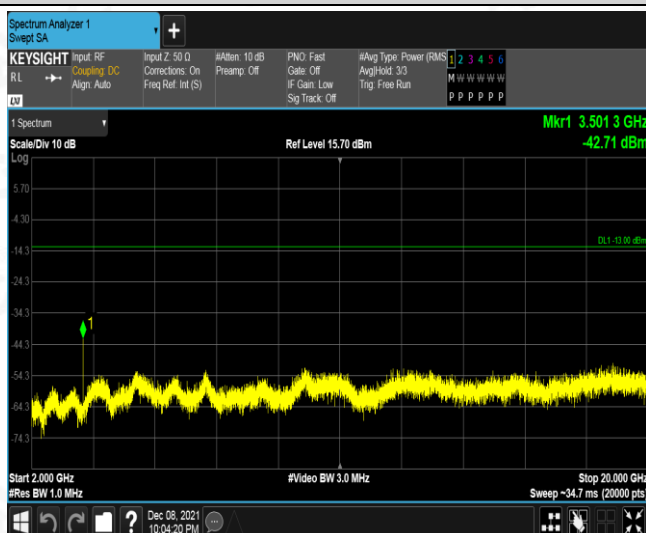 Spectrum Analyzer 1
Swept SA
+
KEYSIGHT
RL
LXI
Input: RF
Coupling: DC
Align: Auto
Input Z: 50 Ω
Corrections: On
Freq Ref: Int (S)
#Atten: 10 dB
Preamp: Off
PNO: Fast
Gate: Off
IF Gain: Low
Sig Track: Off
#Avg Type: Power (RMS
Avg|Hold: 3/3
Trig: Free Run
1 2 3 4 5 6
M W W W W W
P P P P P P
1 Spectrum
Scale/Div 10 dB
Ref Level 15.70 dBm
Mkr1 3.501 3 GHz
-42.71 dBm
Log
5.70
-4.30
DL1 -13.00 dBm
-14.3
-24.3
-34.3
1
-44.3
-54.3
-64.3
-74.3
Start 2.000 GHz
#Res BW 1.0 MHz
#Video BW 3.0 MHz
Stop 20.000 GHz
Sweep ~34.7 ms (20000 pts)
?
Dec 08, 2021
10:04:20 PM